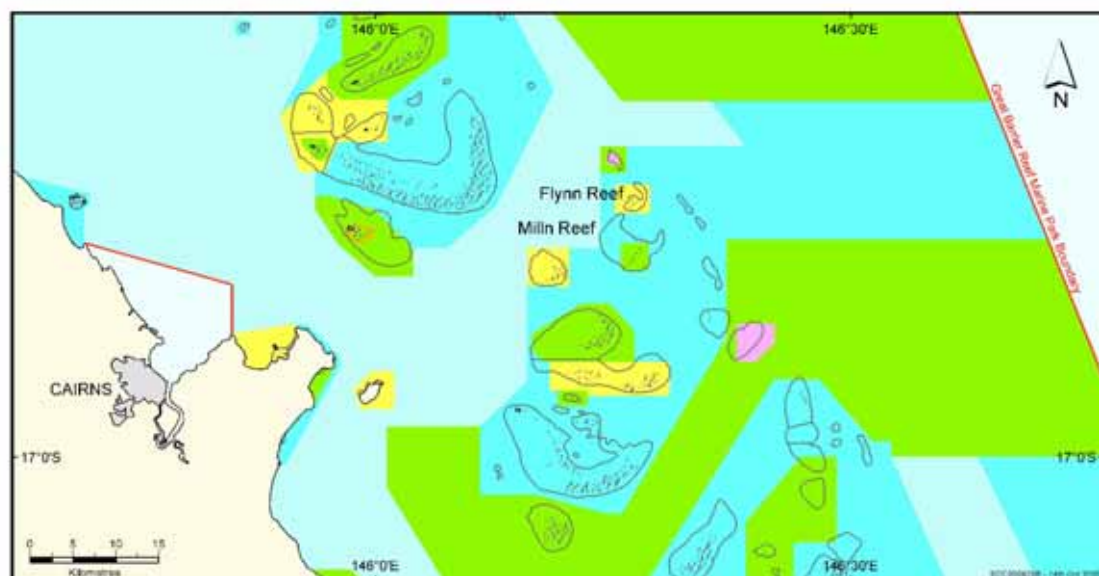 146°0'E
146°30'E
N
Great Barrier Reef Marine Park Boundary
Flynn Reef
Milln Reef
CAIRNS
17°0'S
17°0'S
0 5 10 15
Kilometres
146°0'E
146°30'E